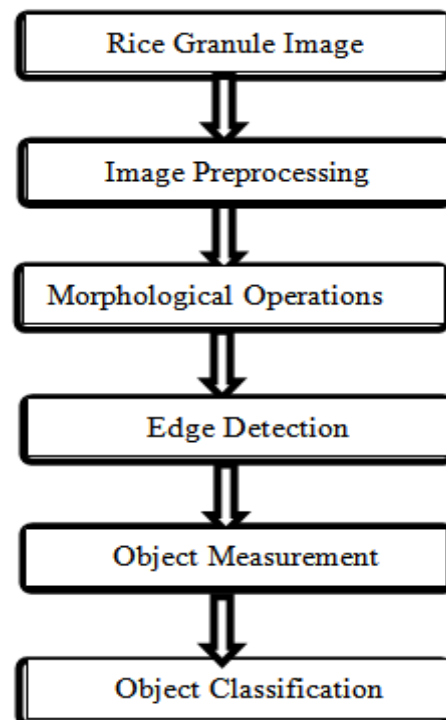 Rice Granule Image
Image Preprocessing
Morphological Operations
Edge Detection
Object Measurement
Object Classification